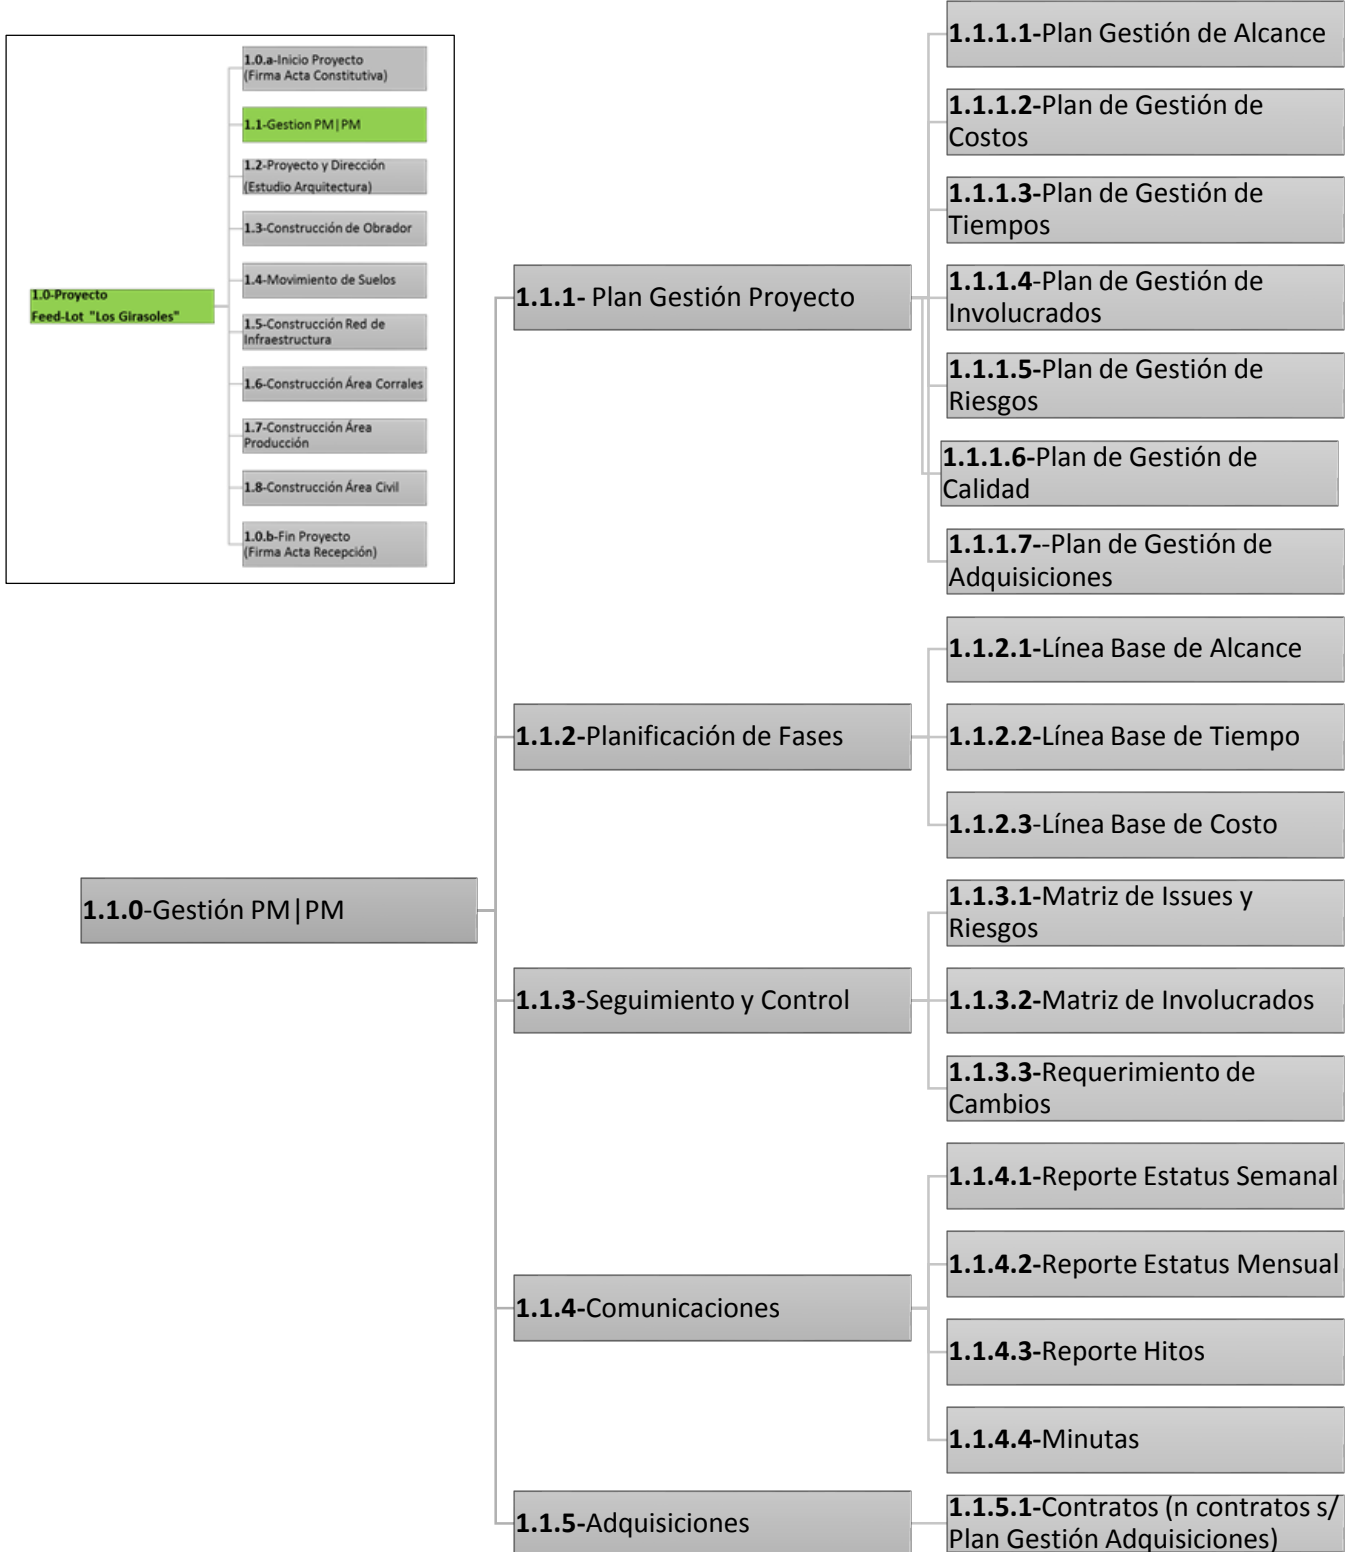 1.0-Proyecto
Feed-Lot "Los Girasoles"
1.0.a-Inicio Proyecto
(Firma Acta Constitutiva)
1.1-Gestion PM|PM
1.2-Proyecto y Dirección
(Estudio Arquitectura)
1.3-Construcción de Obrador
1.4-Movimiento de Suelos
1.5-Construcción Red de
Infraestructura
1.6-Construcción Área Corrales
1.7-Construcción Área
Producción
1.8-Construcción Área Civil
1.0.b-Fin Proyecto
(Firma Acta Recepción)
1.1.0-Gestión PM|PM
1.1.1- Plan Gestión Proyecto
1.1.1.1-Plan Gestión de Alcance
1.1.1.2-Plan de Gestión de
Costos
1.1.1.3-Plan de Gestión de
Tiempos
1.1.1.4-Plan de Gestión de
Involucrados
1.1.1.5-Plan de Gestión de
Riesgos
1.1.1.6-Plan de Gestión de
Calidad
1.1.1.7--Plan de Gestión de
Adquisiciones
1.1.2-Planificación de Fases
1.1.2.1-Línea Base de Alcance
1.1.2.2-Línea Base de Tiempo
1.1.2.3-Línea Base de Costo
1.1.3-Seguimiento y Control
1.1.3.1-Matriz de Issues y
Riesgos
1.1.3.2-Matriz de Involucrados
1.1.3.3-Requerimiento de
Cambios
1.1.4-Comunicaciones
1.1.4.1-Reporte Estatus Semanal
1.1.4.2-Reporte Estatus Mensual
1.1.4.3-Reporte Hitos
1.1.4.4-Minutas
1.1.5-Adquisiciones
1.1.5.1-Contratos (n contratos s/
Plan Gestión Adquisiciones)